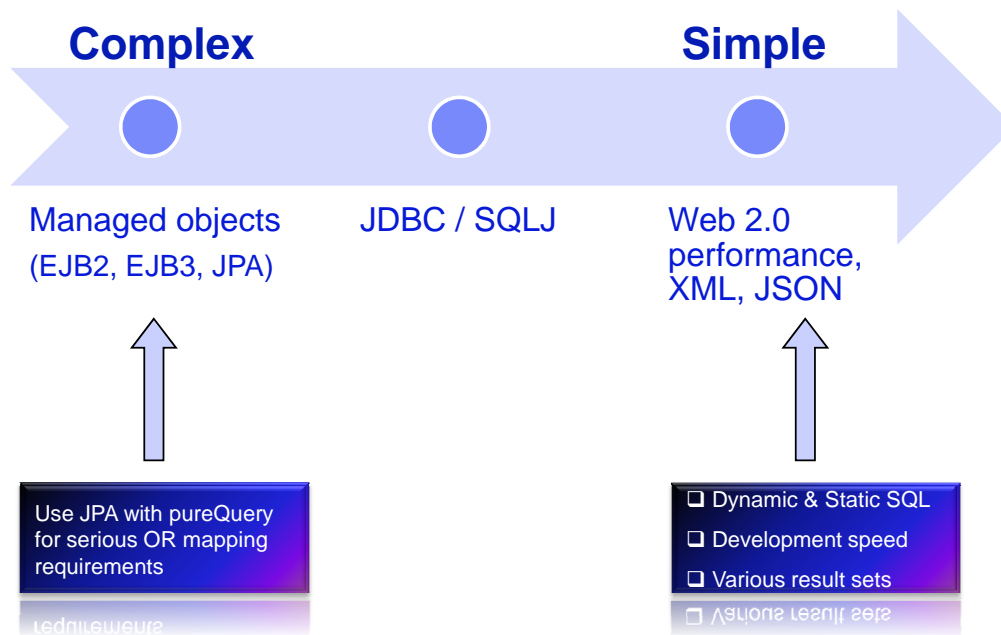 Complex
Simple
Managed objects
(EJB2, EJB3, JPA)
JDBC / SQLJ
Web 2.0
performance,
XML, JSON
Use JPA with pureQuery
for serious OR mapping
requirements
❑ Dynamic & Static SQL
❑ Development speed
❑ Various result sets